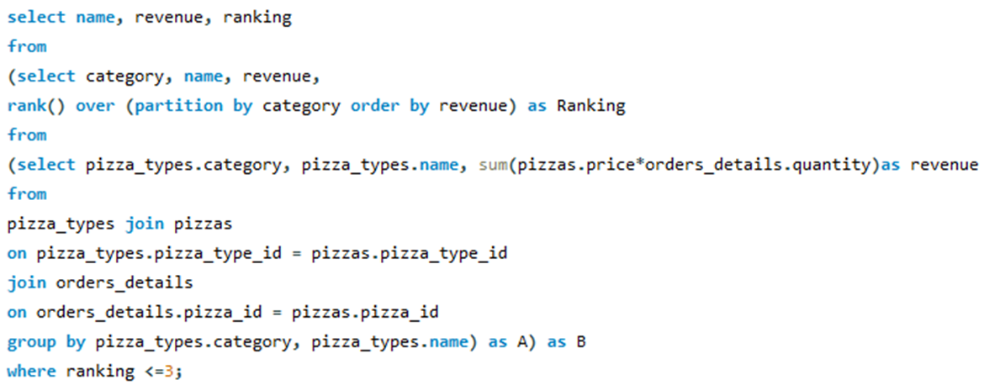 select name, revenue, ranking
from
(select category, name, revenue,
rank() over (partition by category order by revenue) as Ranking
from
(select pizza_types.category, pizza_types.name, sum(pizzas.price*orders_details.quantity)as revenue
from
pizza_types join pizzas
on pizza_types.pizza_type_id = pizzas.pizza_type_id
join orders_details
on orders_details.pizza_id = pizzas.pizza_id
group by pizza_types.category, pizza_types.name) as A) as B
where ranking <=3;